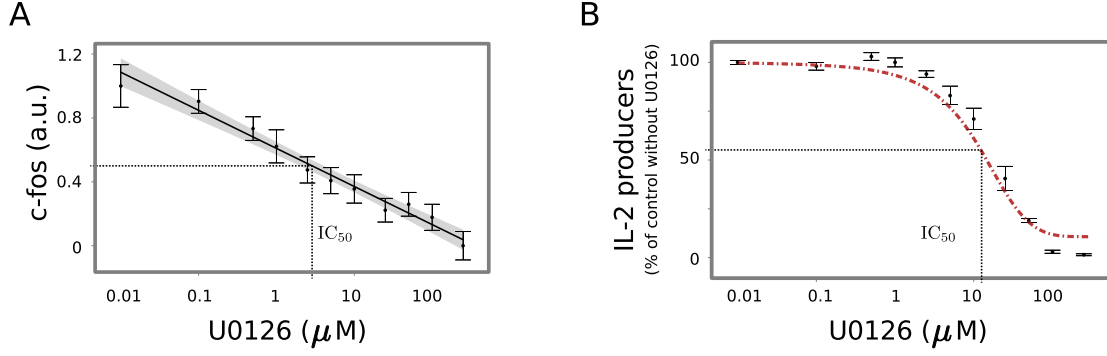 A
c-fos (a.u.)
1.2
0.8
0.4
0
IC50
0.01 0.1 1 10 100
U0126 (μM)
B
IL-2 producers
(% of control without U0126)
100
50
0
IC50
0.01 0.1 1 10 100
U0126 (μM)